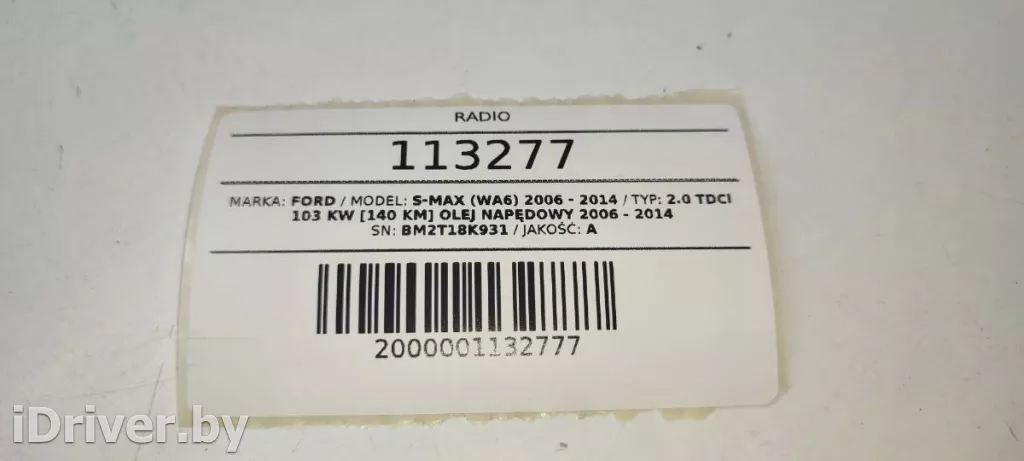 RADIO
113277
MARKA: FORD / MODEL: S-MAX (WA6) 2006 - 2014 / TYP: 2.0 TDCI
103 KW [140 KM] OLEJ NAPĘDOWY 2006 - 2014
SN: BM2T18K931 / JAKOŚĆ: A
2000001132777
iDriver.by